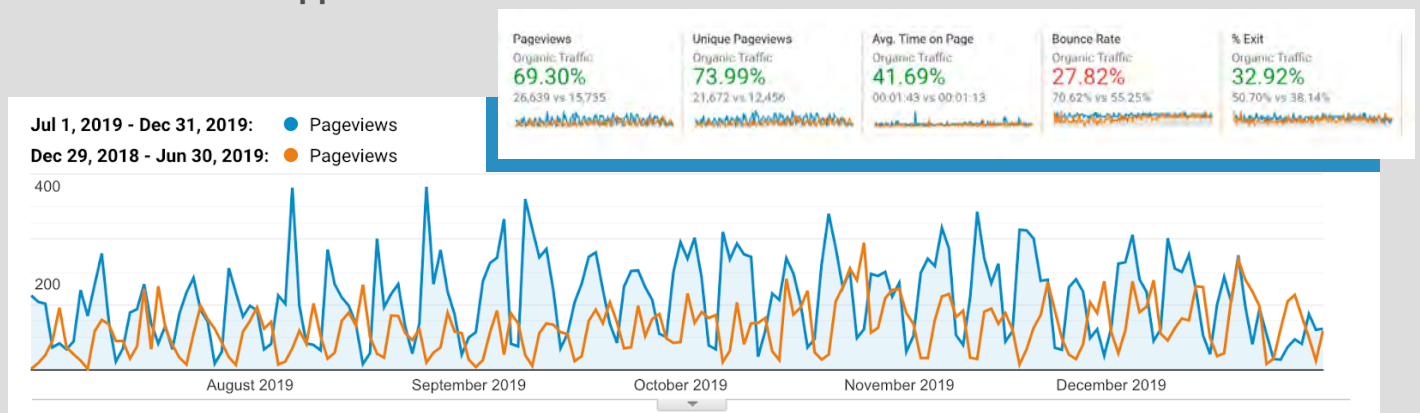 Pageviews
Organic Traffic
69.30%
26,639 vs 15,735
Unique Pageviews
Organic Traffic
73.99%
21,672 vs 12,456
Avg. Time on Page
Organic Traffic
41.69%
00:01:43 vs 00:01:13
Bounce Rate
Organic Traffic
27.82%
70.62% vs 55.25%
% Exit
Organic Traffic
32.92%
50.70% vs 38.14%
Jul 1, 2019 - Dec 31, 2019: Pageviews
Dec 29, 2018 - Jun 30, 2019: Pageviews
400
200
August 2019
September 2019
October 2019
November 2019
December 2019